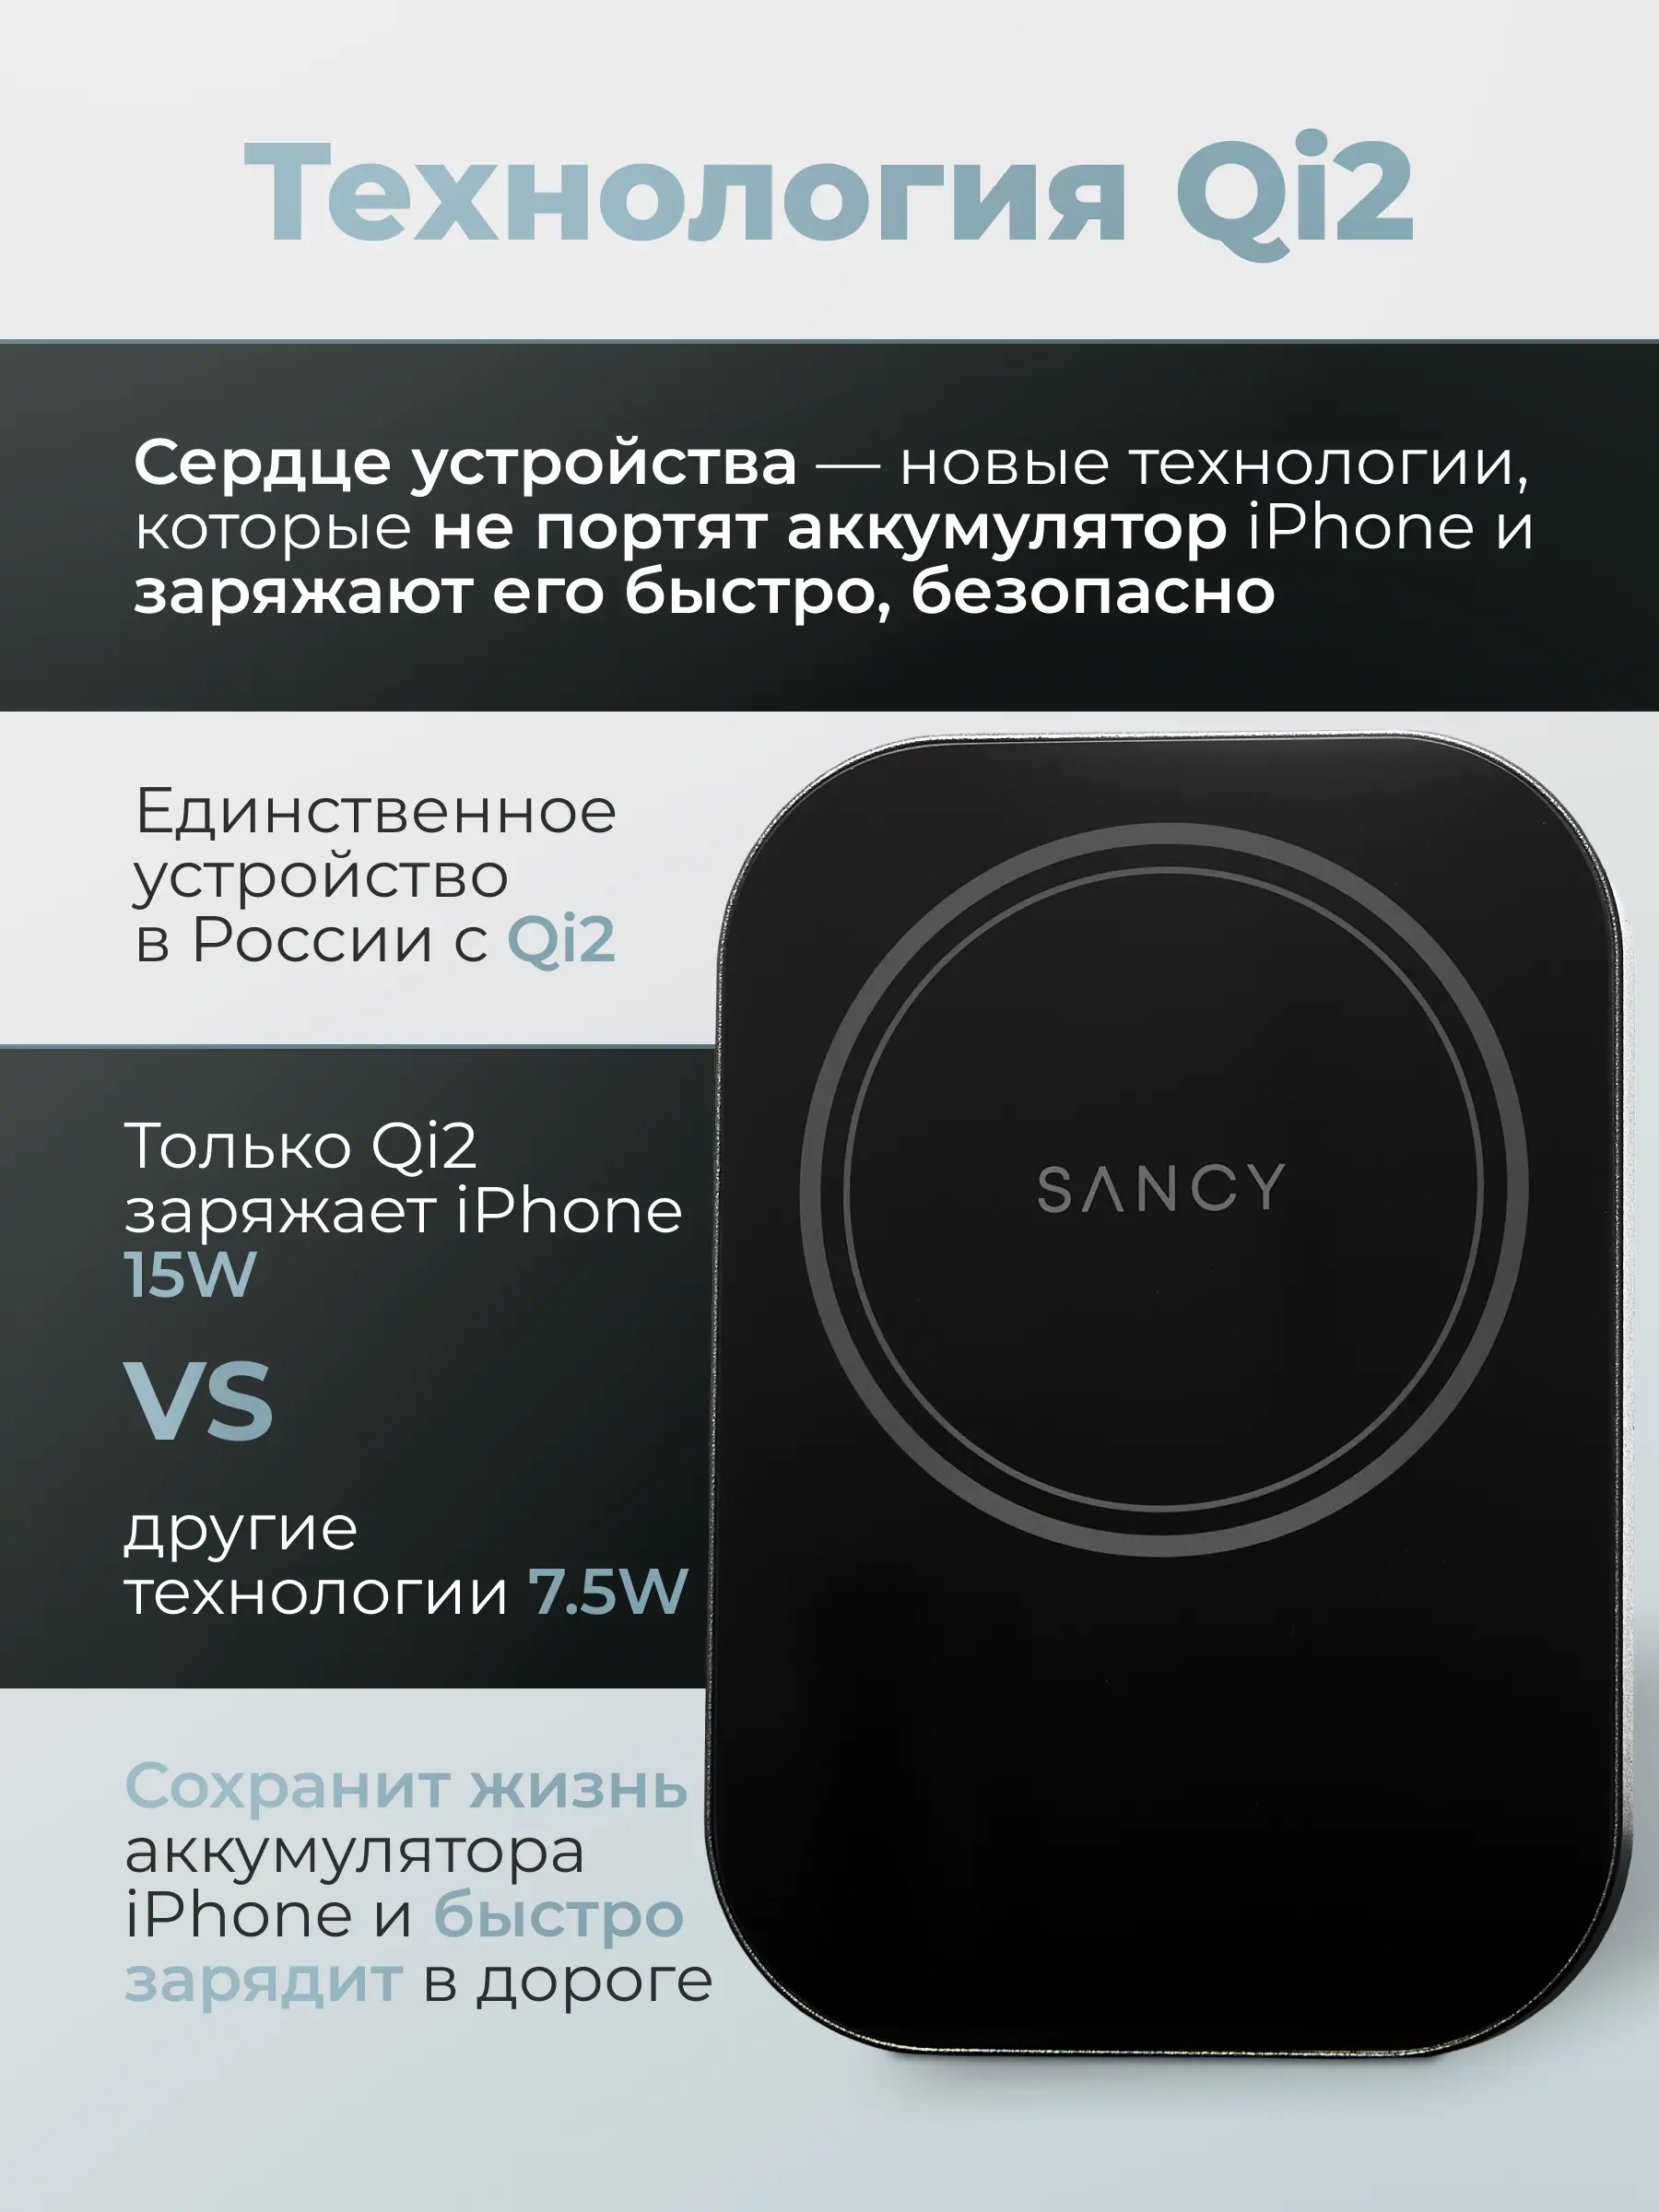 Технология Qi2
Сердце устройства — новые технологии,
которые не портят аккумулятор iPhone и
заряжают его быстро, безопасно
Единственное
устройство
в России с Qi2
Только Qi2
заряжает iPhone
15W
VS
другие
технологии 7.5W
Сохранит жизнь
аккумулятора
iPhone и быстро
зарядит в дороге
SANCY